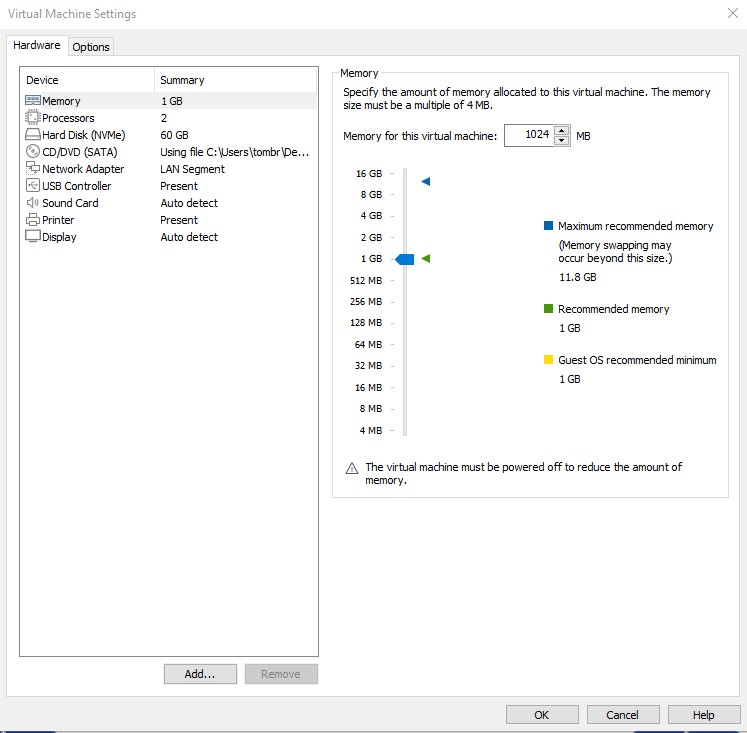 Virtual Machine Settings
Hardware Options
Device Summary
Memory 1 GB
Processors 2
Hard Disk (NVMe) 60 GB
CD/DVD (SATA) Using file C:\Users\tombr\De...
Network Adapter LAN Segment
USB Controller Present
Sound Card Auto detect
Printer Present
Display Auto detect
Add... Remove
Memory
Specify the amount of memory allocated to this virtual machine. The memory
size must be a multiple of 4 MB.
Memory for this virtual machine: 1024 MB
16 GB
8 GB
4 GB
2 GB
1 GB
512 MB
256 MB
128 MB
64 MB
32 MB
16 MB
8 MB
4 MB
Maximum recommended memory
(Memory swapping may
occur beyond this size.)
11.8 GB
Recommended memory
1 GB
Guest OS recommended minimum
1 GB
The virtual machine must be powered off to reduce the amount of
memory.
OK Cancel Help